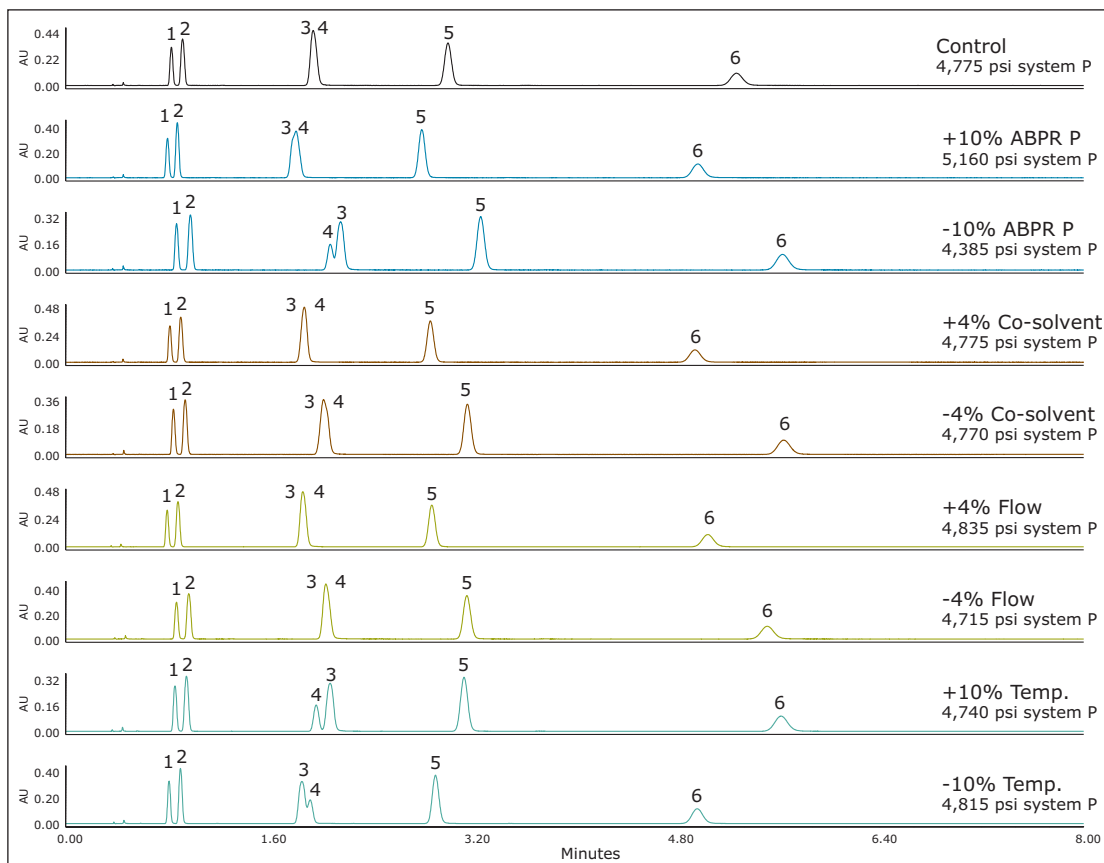 0.44
0.22
0.00
AU
1 2 3 4 5 6
Control
4,775 psi system P
0.40
0.20
0.00
AU
1 2 3 4 5 6
+10% ABPR P
5,160 psi system P
0.32
0.16
0.00
AU
1 2 4 3 5 6
-10% ABPR P
4,385 psi system P
0.48
0.24
0.00
AU
1 2 3 4 5 6
+4% Co-solvent
4,775 psi system P
0.36
0.18
0.00
AU
1 2 3 4 5 6
-4% Co-solvent
4,770 psi system P
0.48
0.24
0.00
AU
1 2 3 4 5 6
+4% Flow
4,835 psi system P
0.40
0.20
0.00
AU
1 2 3 4 5 6
-4% Flow
4,715 psi system P
0.32
0.16
0.00
AU
1 2 4 3 5 6
+10% Temp.
4,740 psi system P
0.40
0.20
0.00
AU
1 2 3 4 5 6
-10% Temp.
4,815 psi system P
0.00 1.60 3.20 4.80 6.40 8.00
Minutes